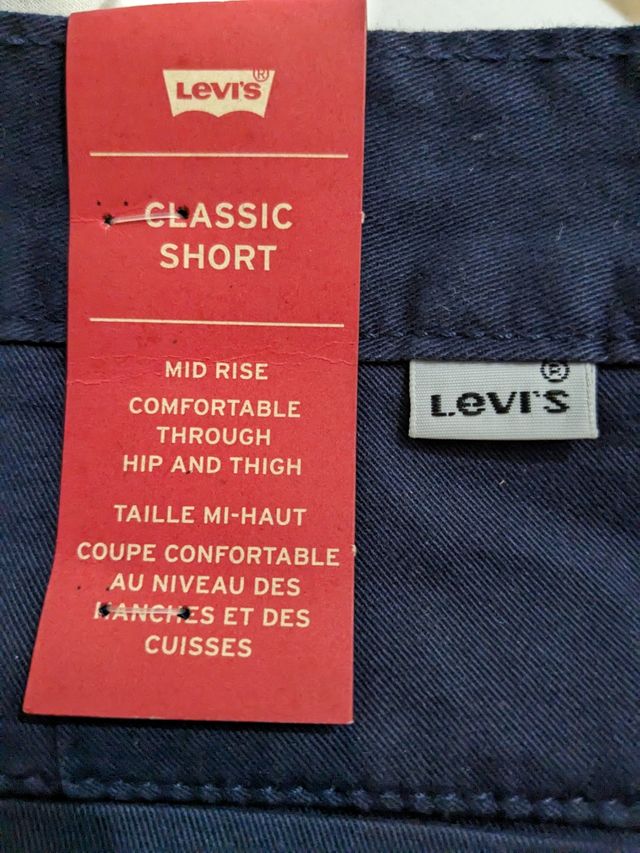 Levi's®
CLASSIC
SHORT
MID RISE
COMFORTABLE
THROUGH
HIP AND THIGH
TAILLE MI-HAUT
COUPE CONFORTABLE
AU NIVEAU DES
HANCHES ET DES
CUISSES
Levi's®